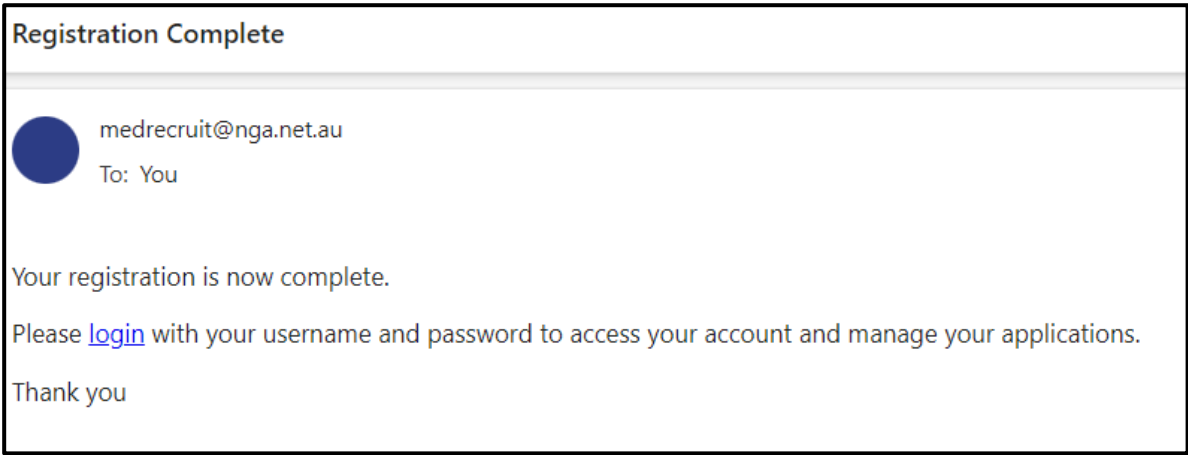 Registration Complete
medrecruit@nga.net.au
To: You
Your registration is now complete.
Please login with your username and password to access your account and manage your applications.
Thank you